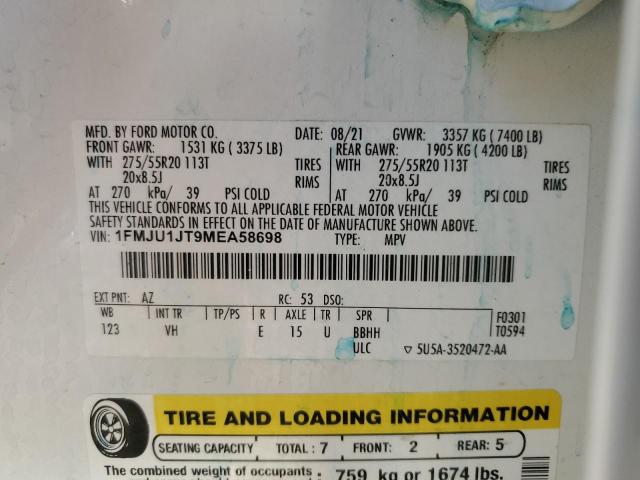 MFD. BY FORD MOTOR CO. DATE: 08/21 GVWR: 3357 KG ( 7400 LB)
FRONT GAWR: 1531 KG ( 3375 LB) REAR GAWR: 1905 KG ( 4200 LB)
WITH 275/55R20 113T TIRES WITH 275/55R20 113T TIRES
20x8.5J RIMS 20x8.5J RIMS
AT 270 kPa/ 39 PSI COLD AT 270 kPa/ 39 PSI COLD
THIS VEHICLE CONFORMS TO ALL APPLICABLE FEDERAL MOTOR VEHICLE
SAFETY STANDARDS IN EFFECT ON THE DATE OF MANUFACTURE SHOWN ABOVE.
VIN: 1FMJU1JT9MEA58698 TYPE: MPV
EXT PNT: AZ RC: 53 DSO:
WB INT TR TP/PS R AXLE TR SPR F0301
123 VH E 15 U BBHH T0594
ULC ▽ 5U5A-3520472-AA
TIRE AND LOADING INFORMATION
SEATING CAPACITY TOTAL : 7 FRONT: 2 REAR: 5
The combined weight of occupants 759 kg or 1674 lbs.